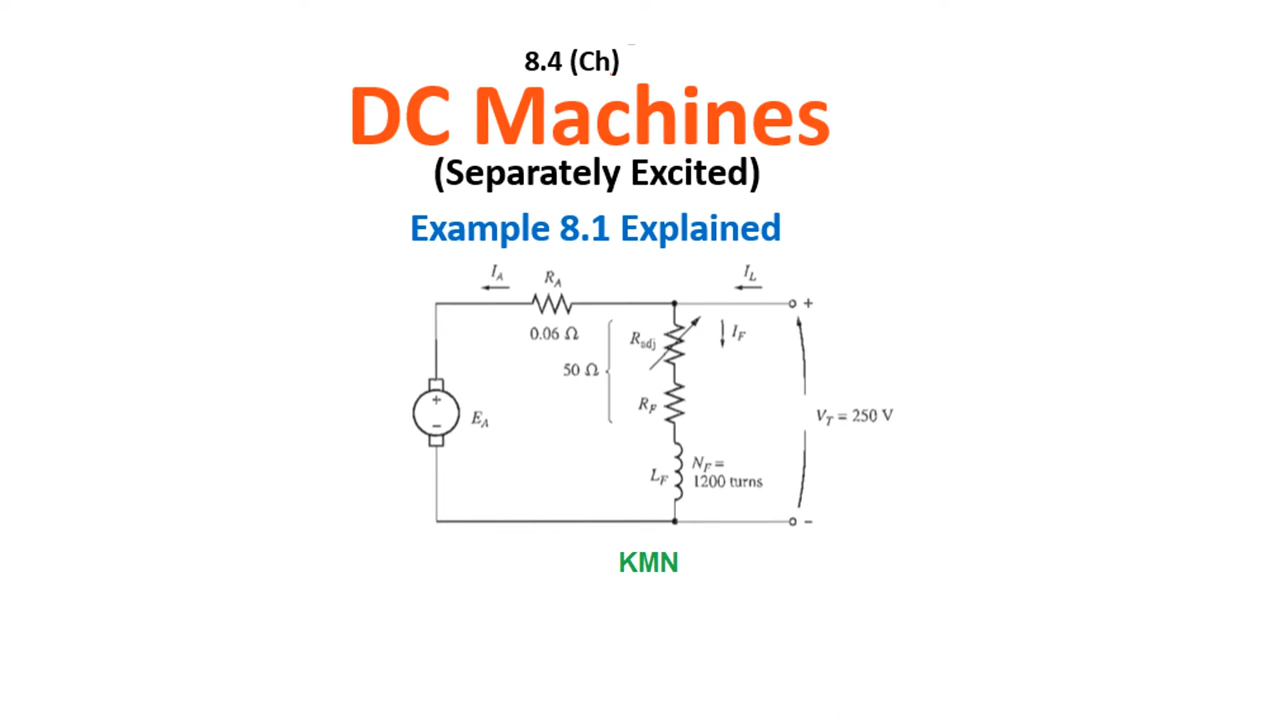 8.4 (Ch)
DC Machines
(Separately Excited)
Example 8.1 Explained
I_A R_A I_L
+
0.06 Ω R_adj I_F
50 Ω
+ R_F
E_A V_T = 250 V
−
L_F N_F =
1200 turns
−
KMN